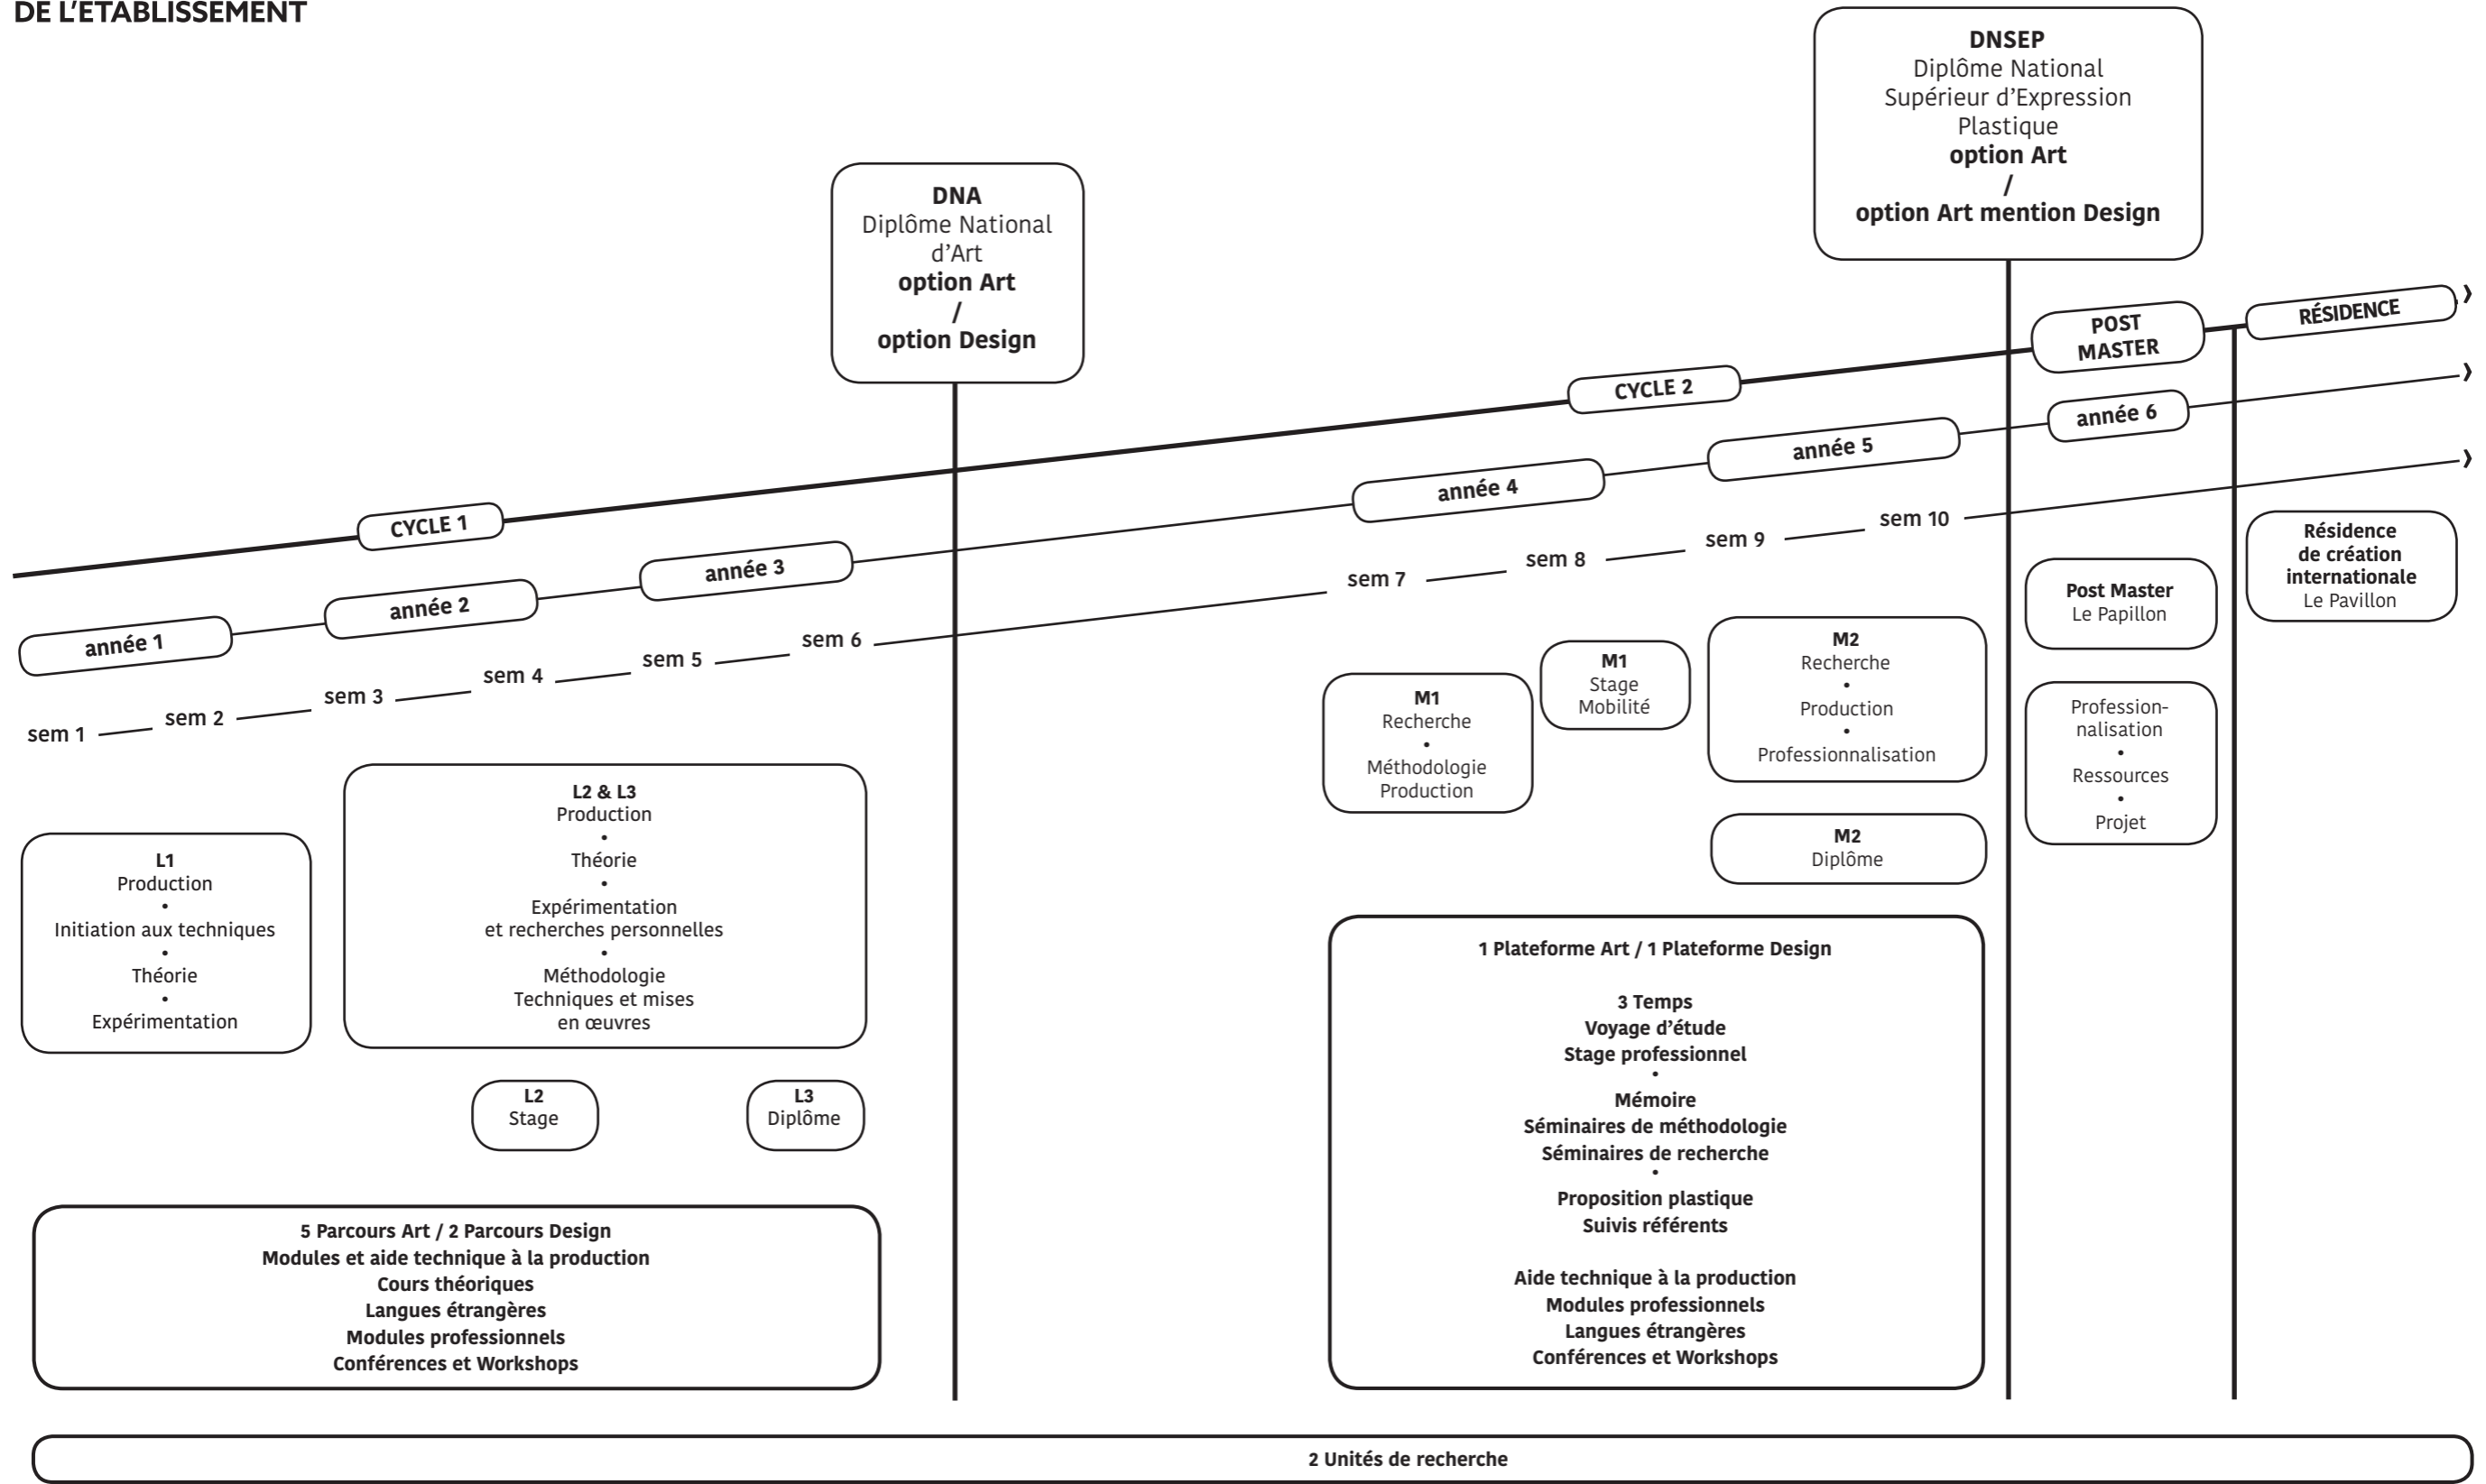 DE L'ÉTABLISSEMENT
DNSEP
Diplôme National
Supérieur d'Expression
Plastique
option Art
/
option Art mention Design
DNA
Diplôme National
d'Art
option Art
/
option Design
CYCLE 1
CYCLE 2
POST
MASTER
RÉSIDENCE
année 1
année 2
année 3
année 4
année 5
année 6
sem 1
sem 2
sem 3
sem 4
sem 5
sem 6
sem 7
sem 8
sem 9
sem 10
L1
Production
•
Initiation aux techniques
•
Théorie
•
Expérimentation
L2 & L3
Production
•
Théorie
•
Expérimentation
et recherches personnelles
•
Méthodologie
Techniques et mises
en œuvres
L2
Stage
L3
Diplôme
5 Parcours Art / 2 Parcours Design
Modules et aide technique à la production
Cours théoriques
Langues étrangères
Modules professionnels
Conférences et Workshops
M1
Recherche
•
Méthodologie
Production
M1
Stage
Mobilité
M2
Recherche
•
Production
•
Professionnalisation
M2
Diplôme
1 Plateforme Art / 1 Plateforme Design
3 Temps
Voyage d'étude
Stage professionnel
•
Mémoire
Séminaires de méthodologie
Séminaires de recherche
•
Proposition plastique
Suivis référents
Aide technique à la production
Modules professionnels
Langues étrangères
Conférences et Workshops
Post Master
Le Papillon
Profession-
nalisation
•
Ressources
•
Projet
Résidence
de création
internationale
Le Pavillon
2 Unités de recherche